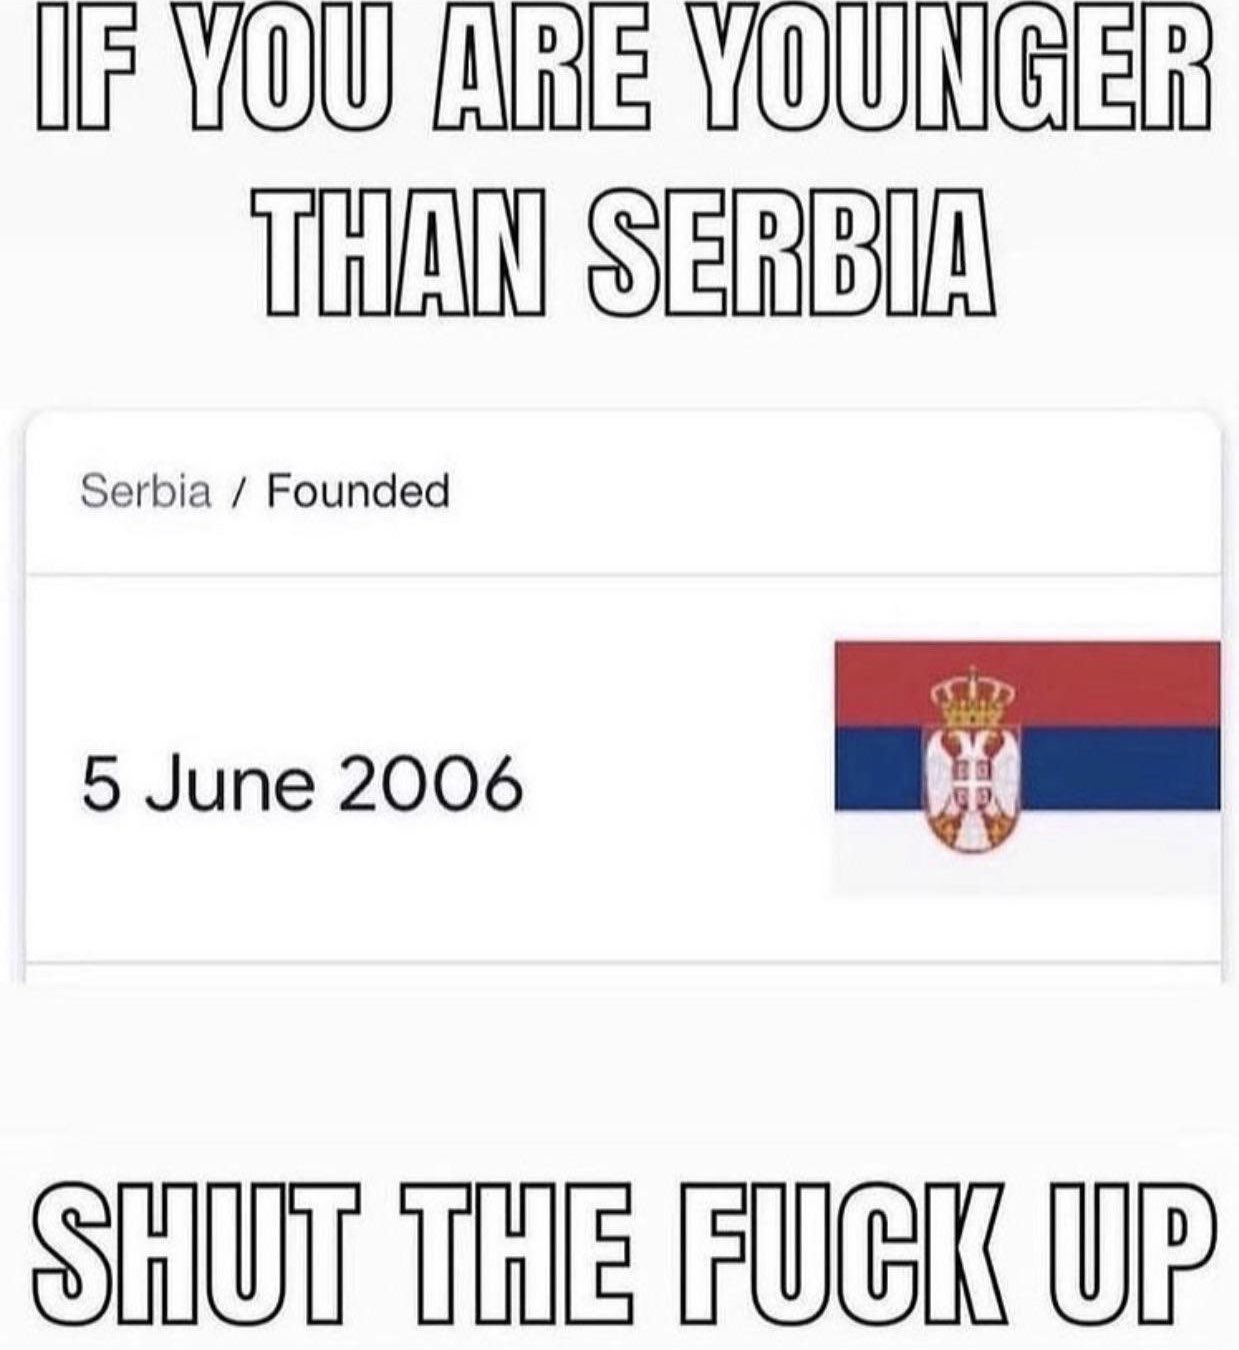 IF YOU ARE YOUNGER
THAN SERBIA
Serbia / Founded
5 June 2006
SHUT THE FUCK UP